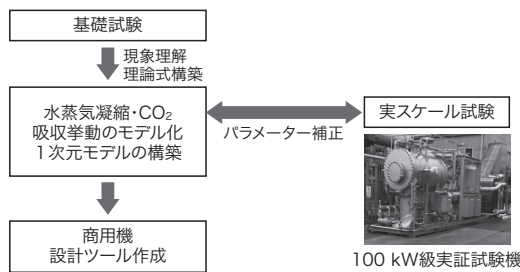 基礎試験
現象理解
理論式構築
水蒸気凝縮・CO₂
吸収挙動のモデル化
1次元モデルの構築
パラメーター補正
実スケール試験
商用機
設計ツール作成
100 kW級実証試験機